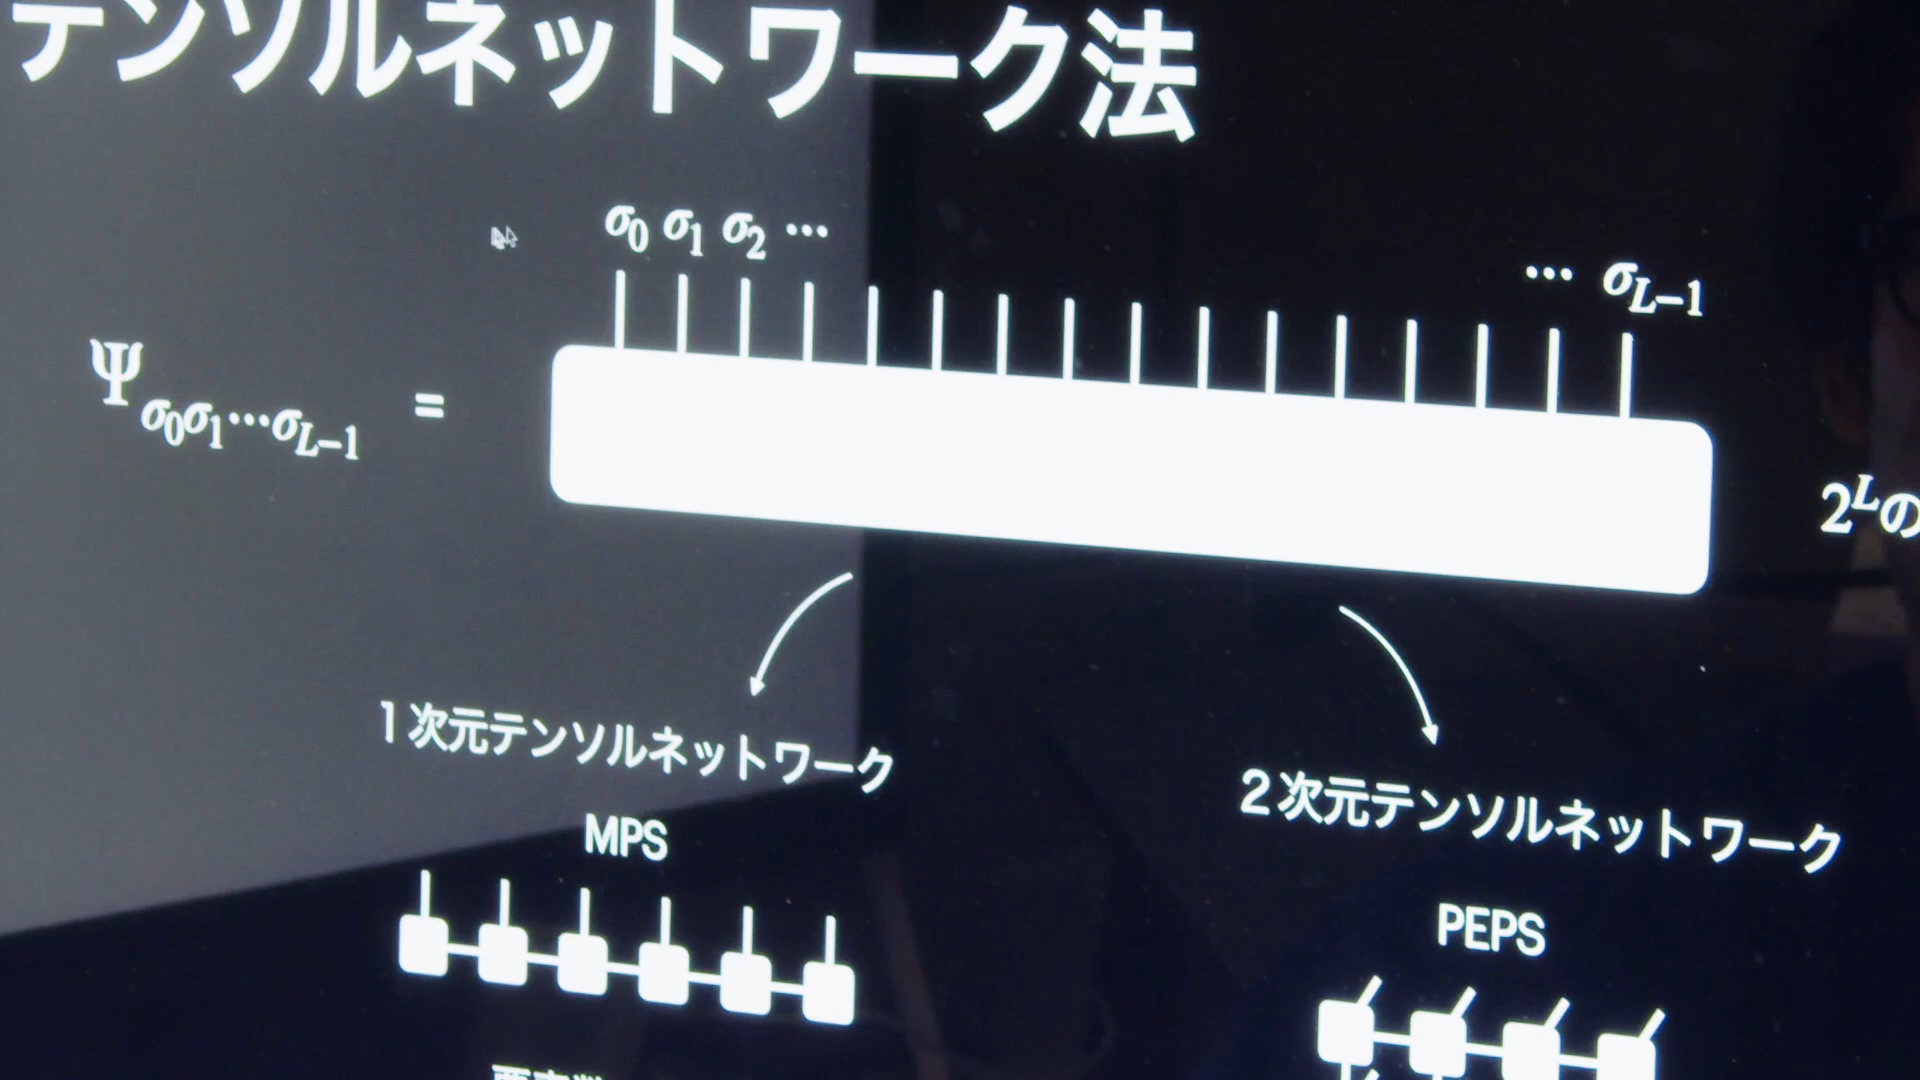 テンソルネットワーク法
σ0 σ1 σ2 ⋯
⋯ σL−1
Ψσ0σ1⋯σL−1 =
2^Lの
1次元テンソルネットワーク
2次元テンソルネットワーク
MPS
PEPS